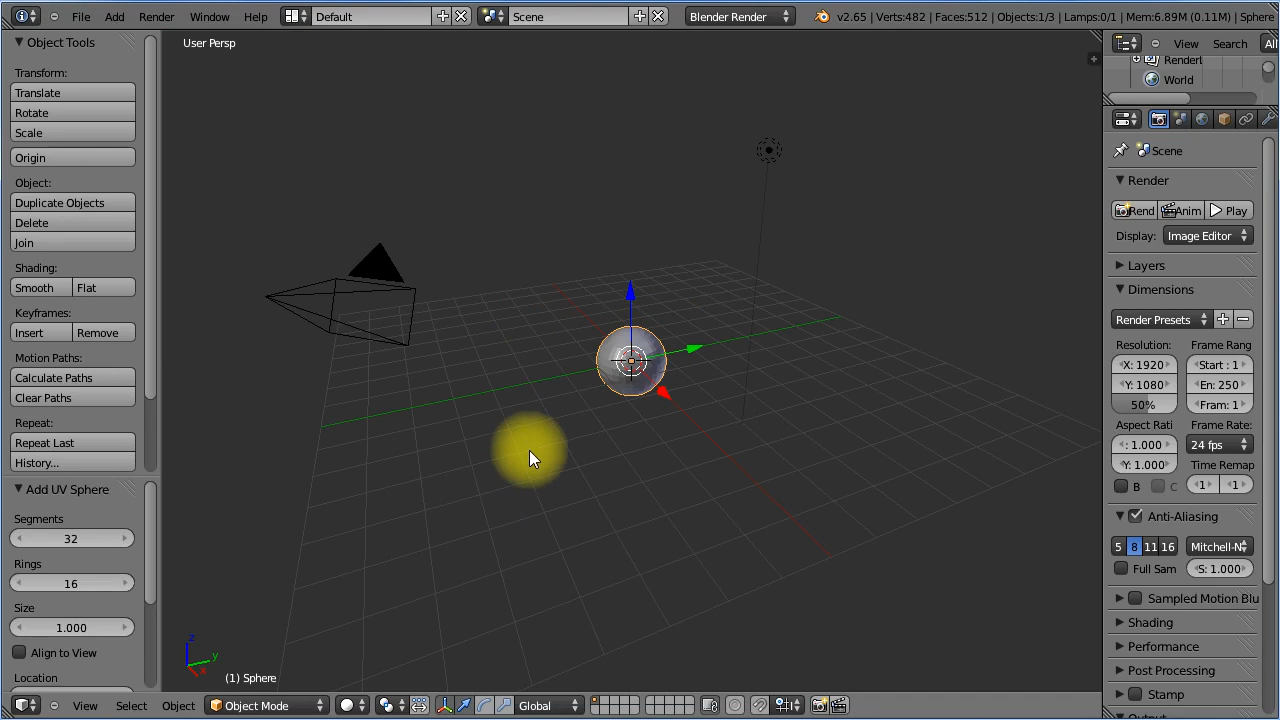 File Add Render Window Help Default Scene Blender Render v2.65 | Verts:482 | Faces:512 | Objects:1/3 | Lamps:0/1 | Mem:6.89M (0.11M) | Sphere
Object Tools
Transform:
Translate
Rotate
Scale
Origin
Object:
Duplicate Objects
Delete
Join
Shading:
Smooth Flat
Keyframes:
Insert Remove
Motion Paths:
Calculate Paths
Clear Paths
Repeat:
Repeat Last
History...
Add UV Sphere
Segments
32
Rings
16
Size
1.000
Align to View
Location
User Persp
z
y
x
(1) Sphere
View Select Object Object Mode Global
View Search All
Renderl
World
Scene
Render
Rend Anim Play
Display: Image Editor
Layers
Dimensions
Render Presets
Resolution: Frame Rang
X: 1920 Start : 1
Y: 1080 En: 250
50% Fram: 1
Aspect Rati Frame Rate:
: 1.000 24 fps
Y: 1.000 Time Remap
B C 1 1
Anti-Aliasing
5 8 11 16 Mitchell-N
Full Sam S: 1.000
Sampled Motion Blu
Shading
Performance
Post Processing
Stamp